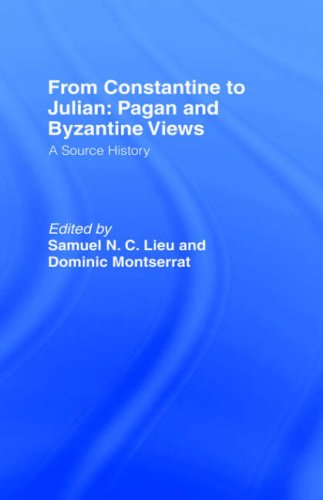 From Constantine to
Julian: Pagan and
Byzantine Views
A Source History
Edited by
Samuel N. C. Lieu and
Dominic Montserrat